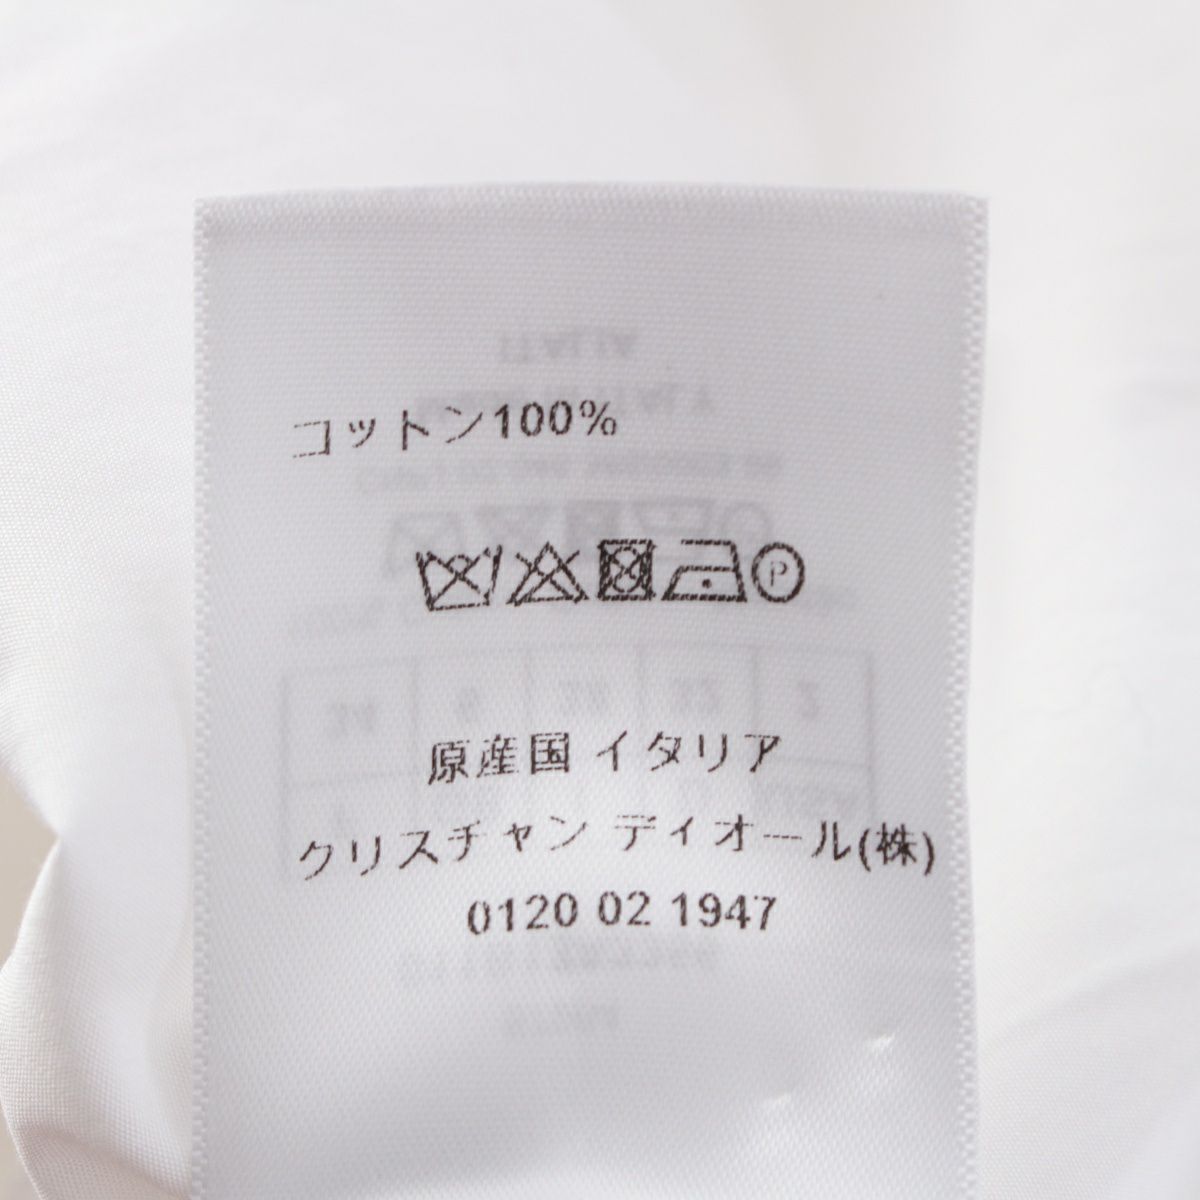 コットン100%
P
原産国 イタリア
クリスチャン ディオール(株)
0120 02 1947